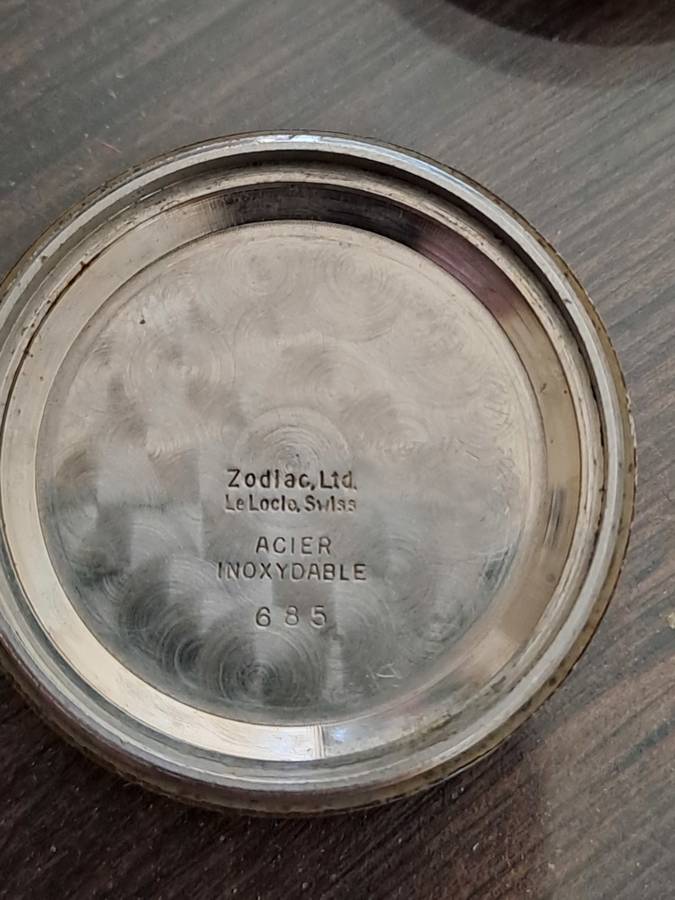 Zodiac, Ltd.
Le Locle, Swiss
ACIER
INOXYDABLE
685